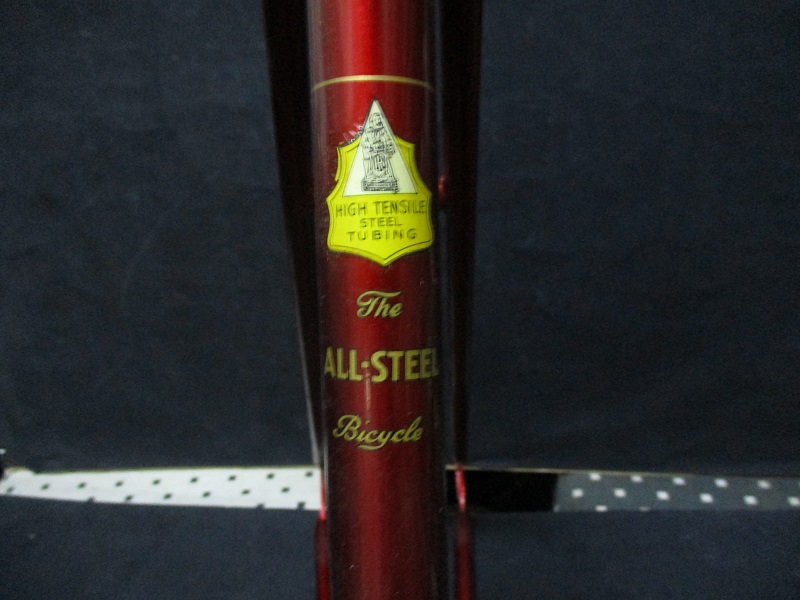 HIGH TENSILE
STEEL
TUBING
The
ALL-STEEL
Bicycle